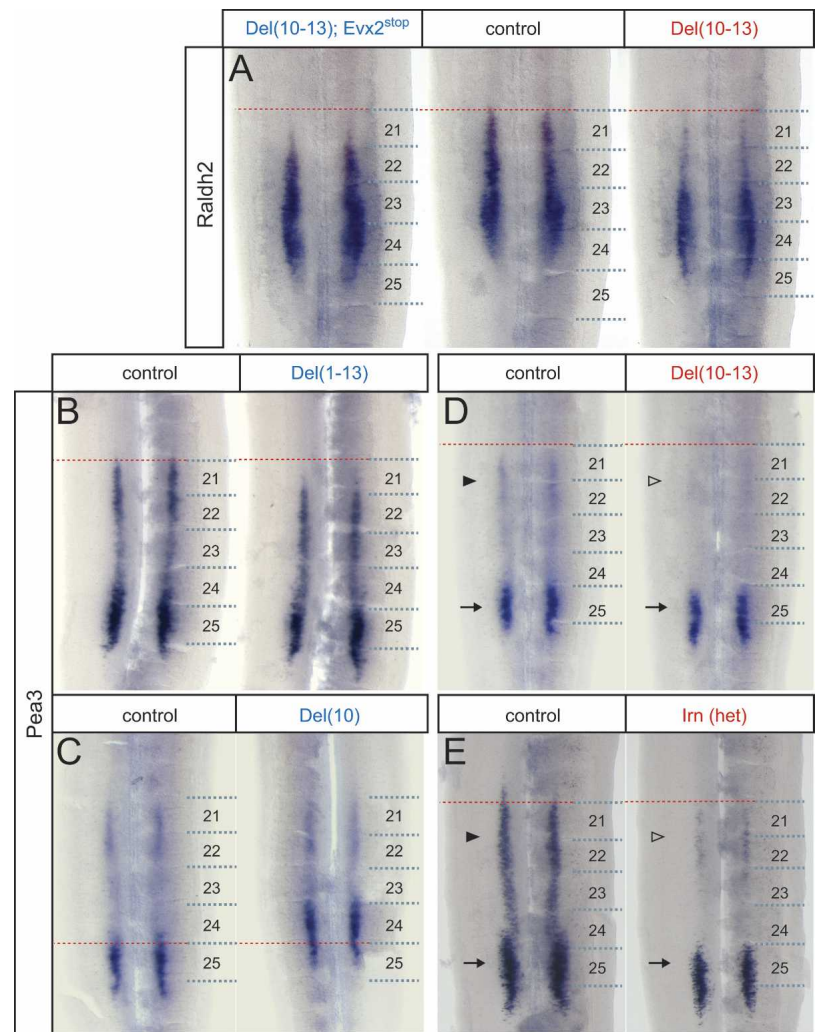 Del(10-13); Evx2stop control Del(10-13)
Raldh2
A
21 21 21
22 22 22
23 23 23
24 24 24
25 25 25
control Del(1-13)
control Del(10-13)
Pea3
B
21 21
22 22
23 23
24 24
25 25
D
21 21
22 22
23 23
24 24
25 25
control Del(10)
control Irn (het)
C
21 21
22 22
23 23
24 24
25 25
E
21 21
22 22
23 23
24 24
25 25